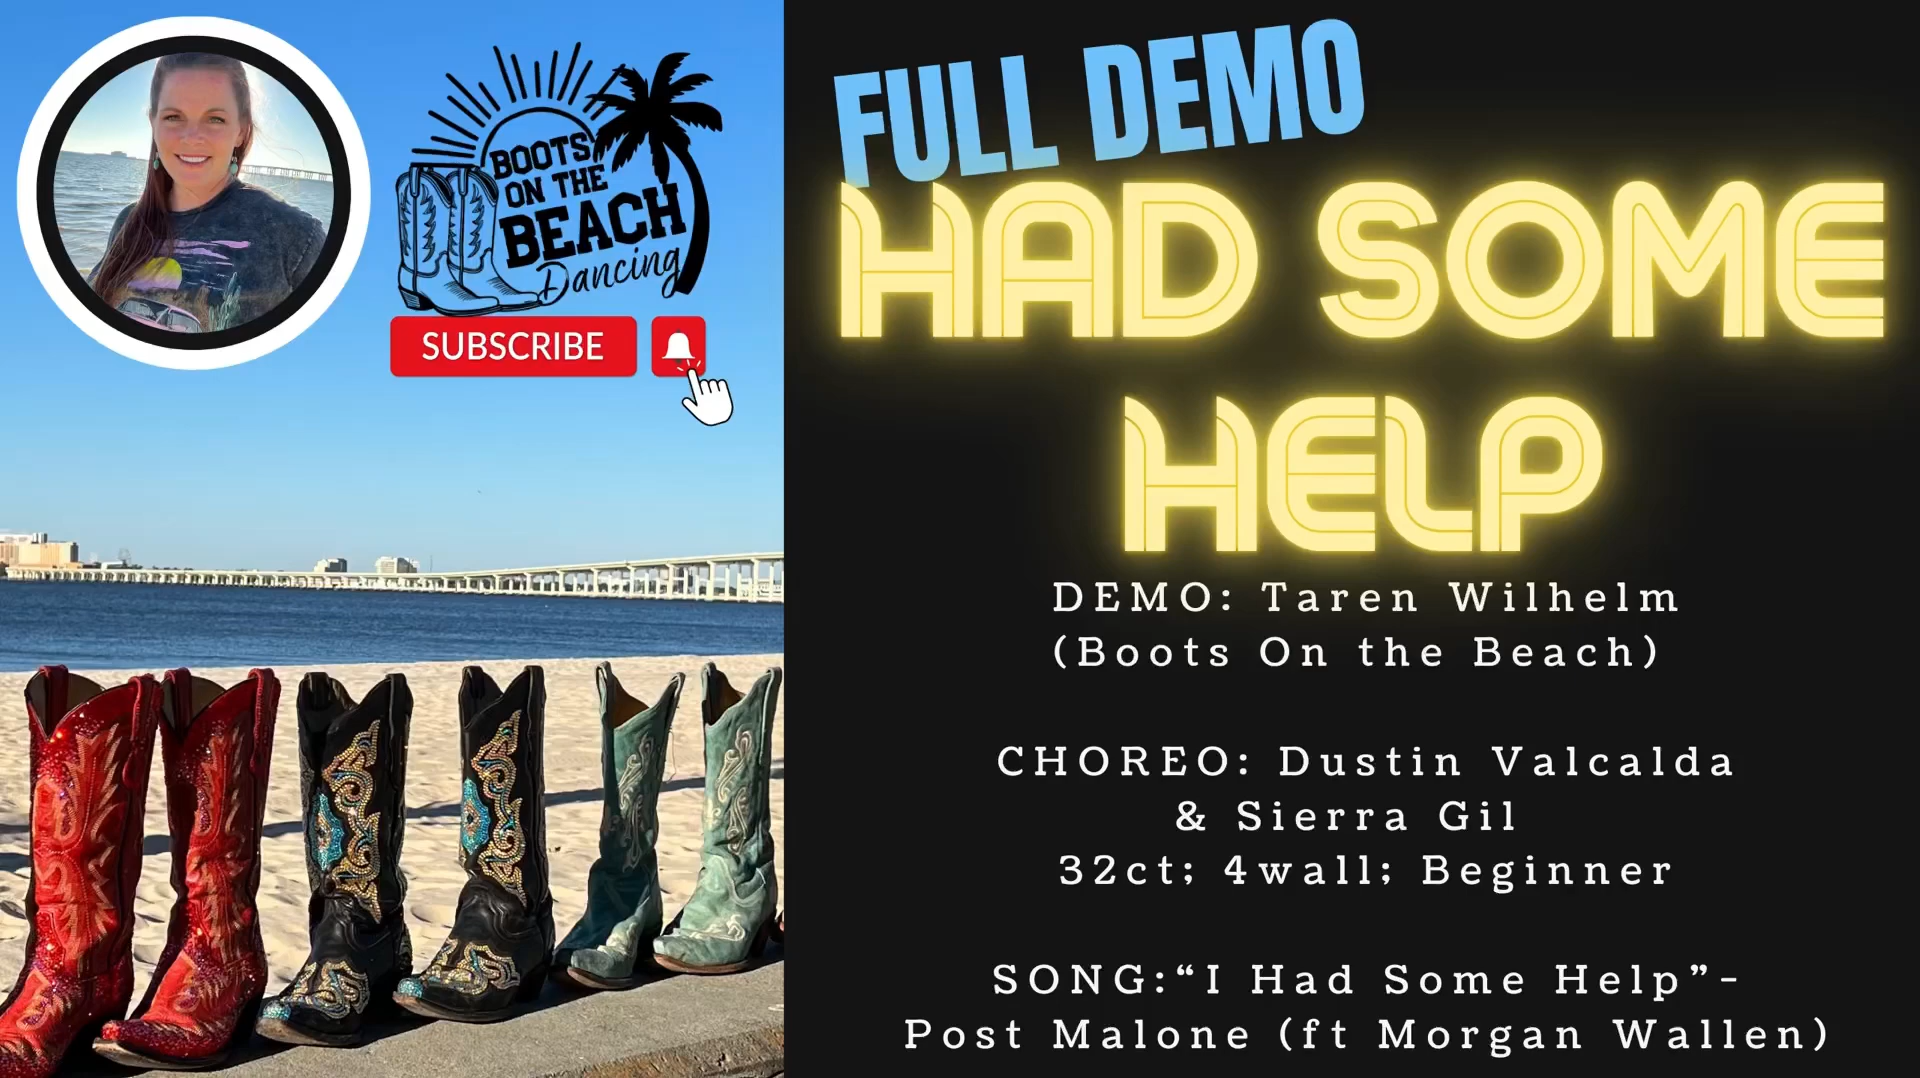 BOOTS
ON THE
BEACH
Dancing
SUBSCRIBE
FULL DEMO
HAD SOME
HELP
DEMO: Taren Wilhelm
(Boots On the Beach)
CHOREO: Dustin Valcalda
& Sierra Gil
32ct; 4wall; Beginner
SONG:“I Had Some Help”-
Post Malone (ft Morgan Wallen)